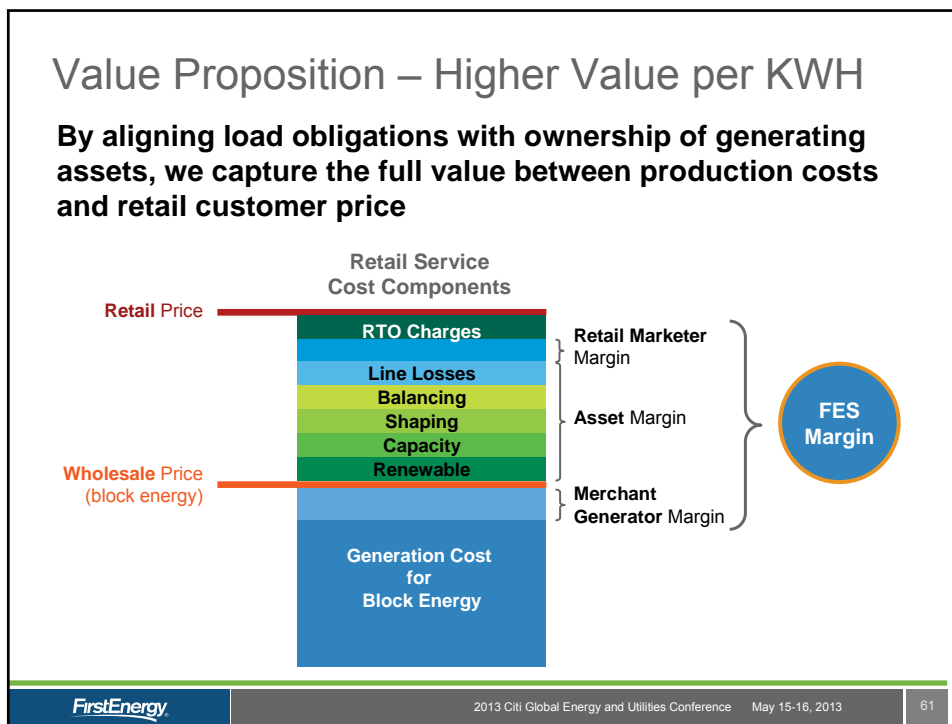 Value Proposition – Higher Value per KWH
By aligning load obligations with ownership of generating
assets, we capture the full value between production costs
and retail customer price
Retail Service
Cost Components
Retail Price
RTO Charges
Retail Marketer
Margin
Line Losses
Balancing
Shaping
Capacity
Renewable
Asset Margin
FES
Margin
Wholesale Price
(block energy)
Merchant
Generator Margin
Generation Cost
for
Block Energy
FirstEnergy®
2013 Citi Global Energy and Utilities Conference May 15-16, 2013 61